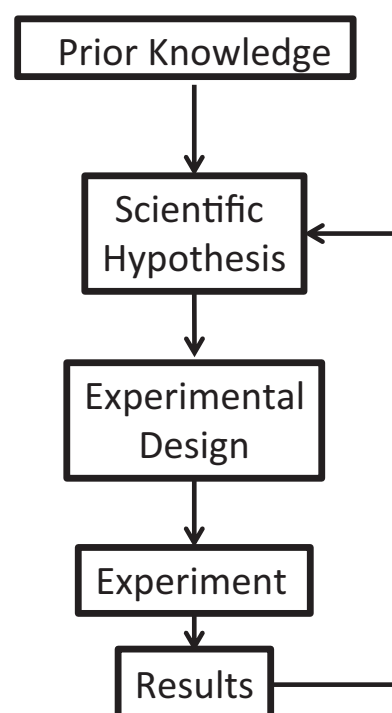 Prior Knowledge
Scientific
Hypothesis
Experimental
Design
Experiment
Results